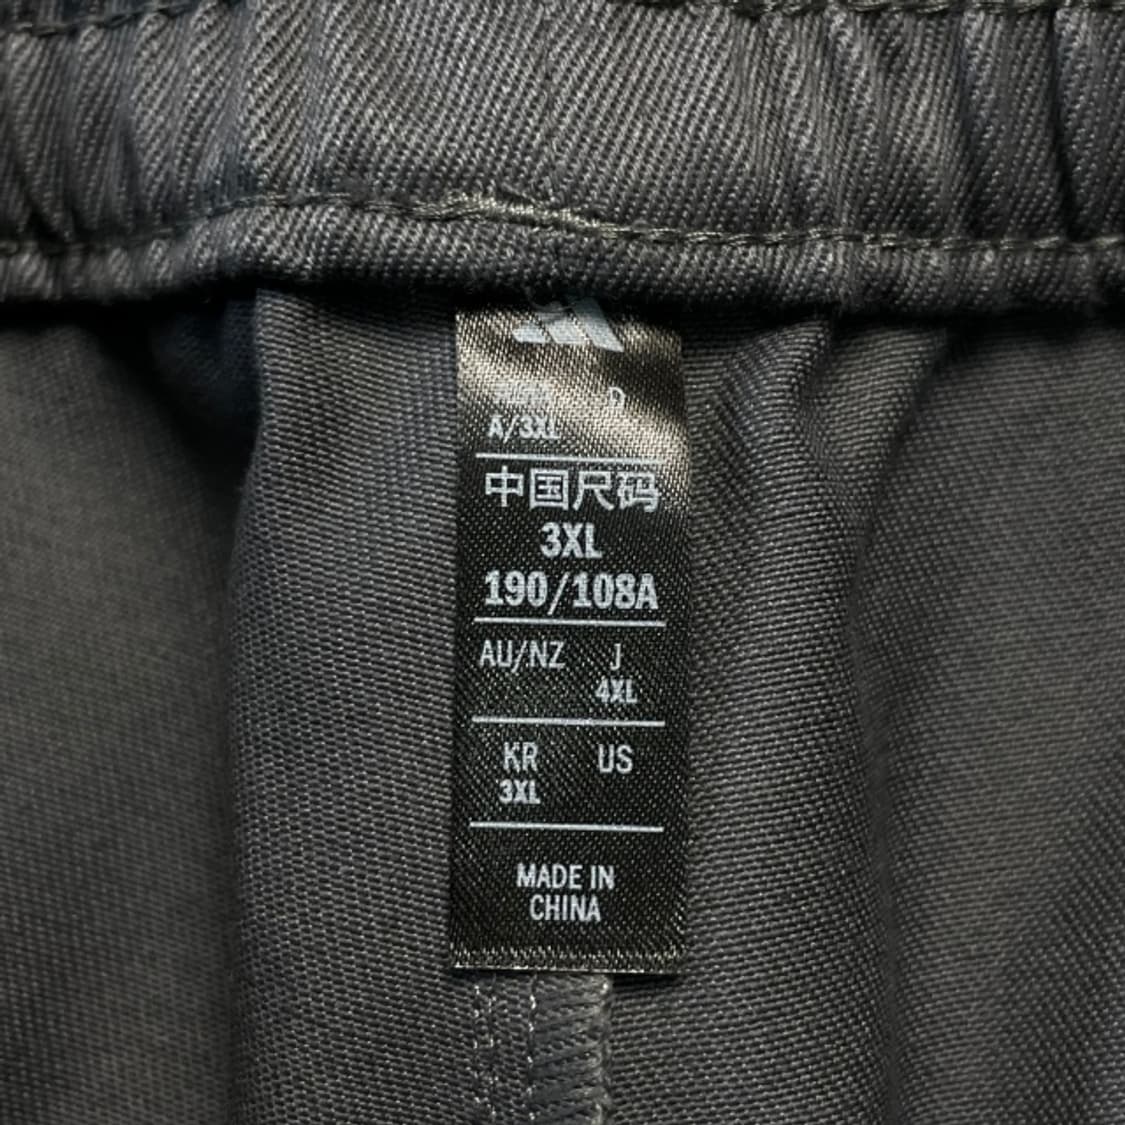 D
A/3XL
中国尺码
3XL
190/108A
AU/NZ J
4XL
KR US
3XL
MADE IN
CHINA